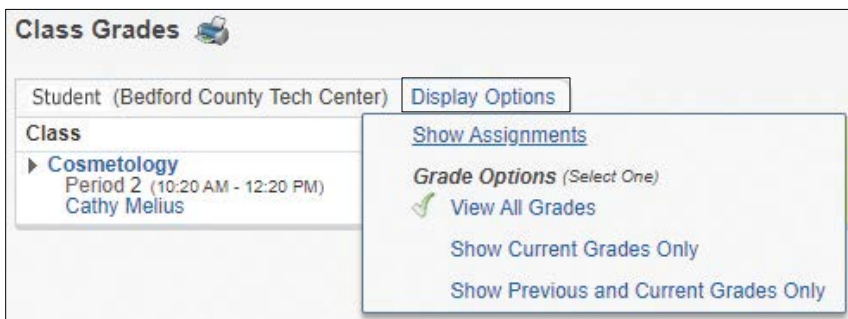 Class Grades
Student (Bedford County Tech Center) Display Options
Class
Cosmetology
Period 2 (10:20 AM - 12:20 PM)
Cathy Melius
Show Assignments
Grade Options (Select One)
View All Grades
Show Current Grades Only
Show Previous and Current Grades Only